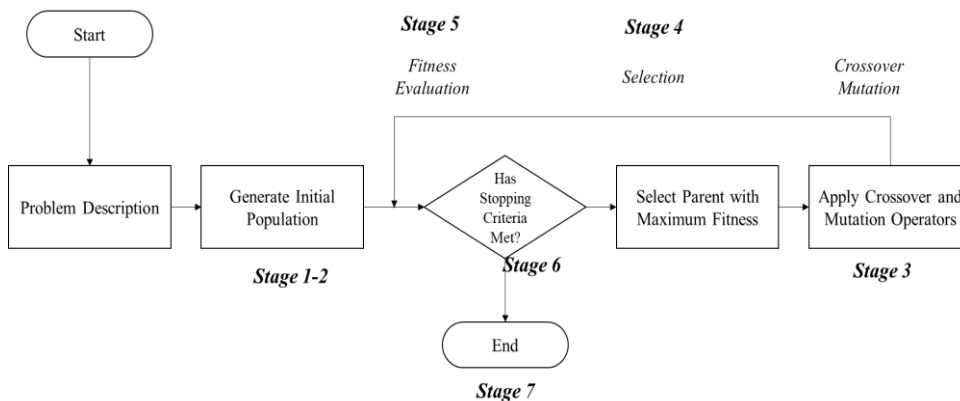 Start
Stage 5
Stage 4
Fitness
Evaluation
Selection
Crossover
Mutation
Problem Description
Generate Initial
Population
Has
Stopping
Criteria
Met?
Select Parent with
Maximum Fitness
Apply Crossover and
Mutation Operators
Stage 1-2
Stage 6
Stage 3
End
Stage 7